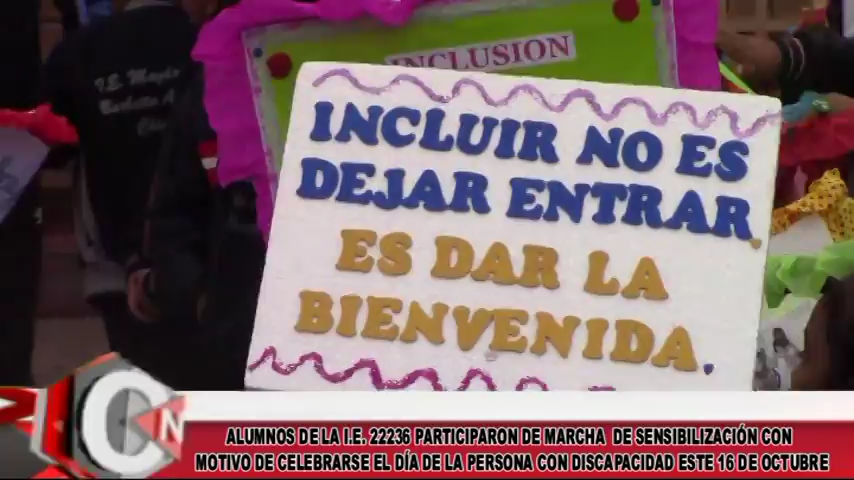 INCLUSION
INCLUIR NO ES
DEJAR ENTRAR.
ES DAR LA
BIENVENIDA.
CN
ALUMNOS DE LA I.E. 22236 PARTICIPARON DE MARCHA DE SENSIBILIZACIÓN CON
MOTIVO DE CELEBRARSE EL DÍA DE LA PERSONA CON DISCAPACIDAD ESTE 16 DE OCTUBRE